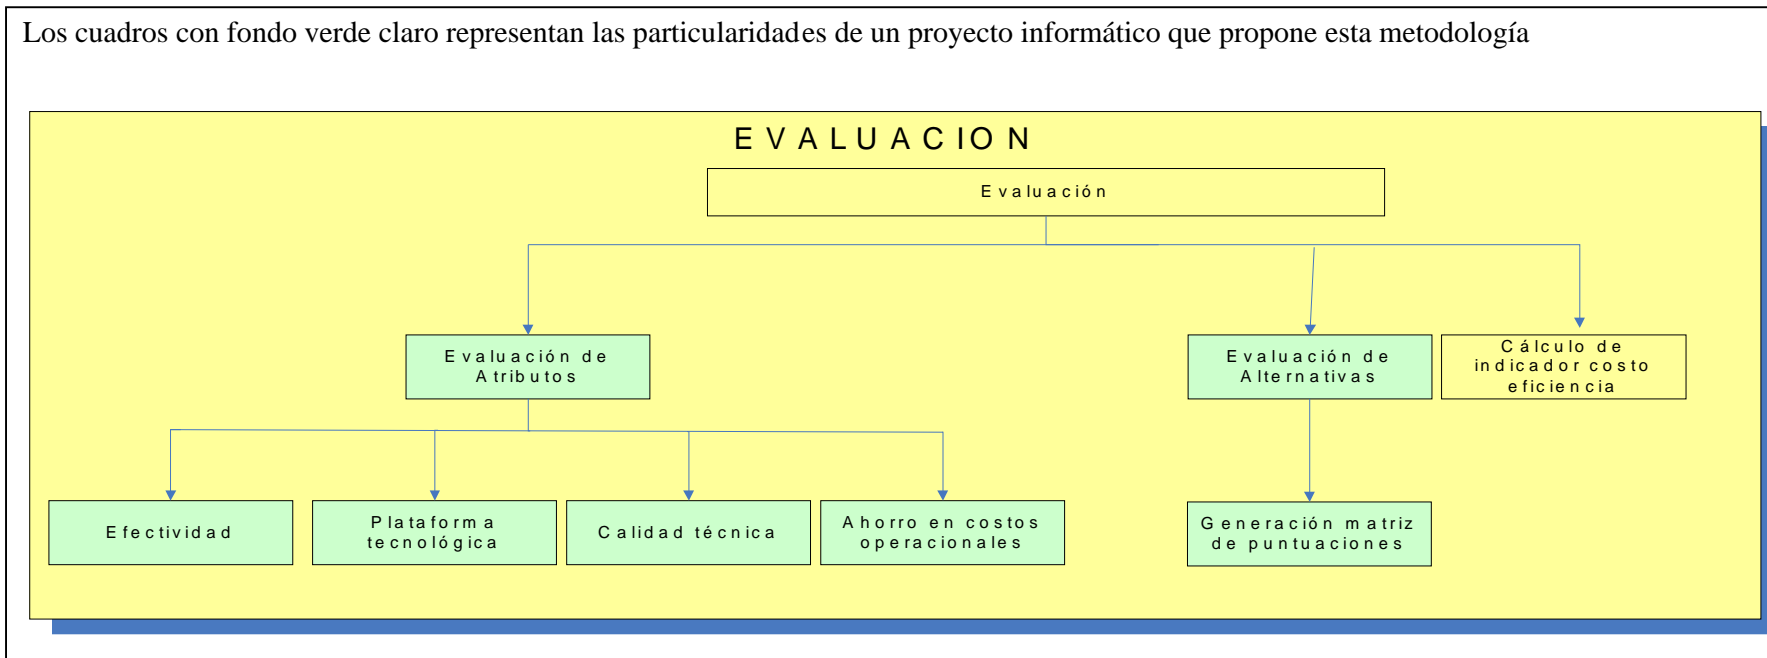 Los cuadros con fondo verde claro representan las particularidades de un proyecto informático que propone esta metodología
EVALUACION
Evaluación
Evaluación de
Atributos
Evaluación de
Alternativas
Cálculo de
indicador costo
eficiencia
Efectividad
Plataforma
tecnológica
Calidad técnica
Ahorro en costos
operacionales
Generación matriz
de puntuaciones